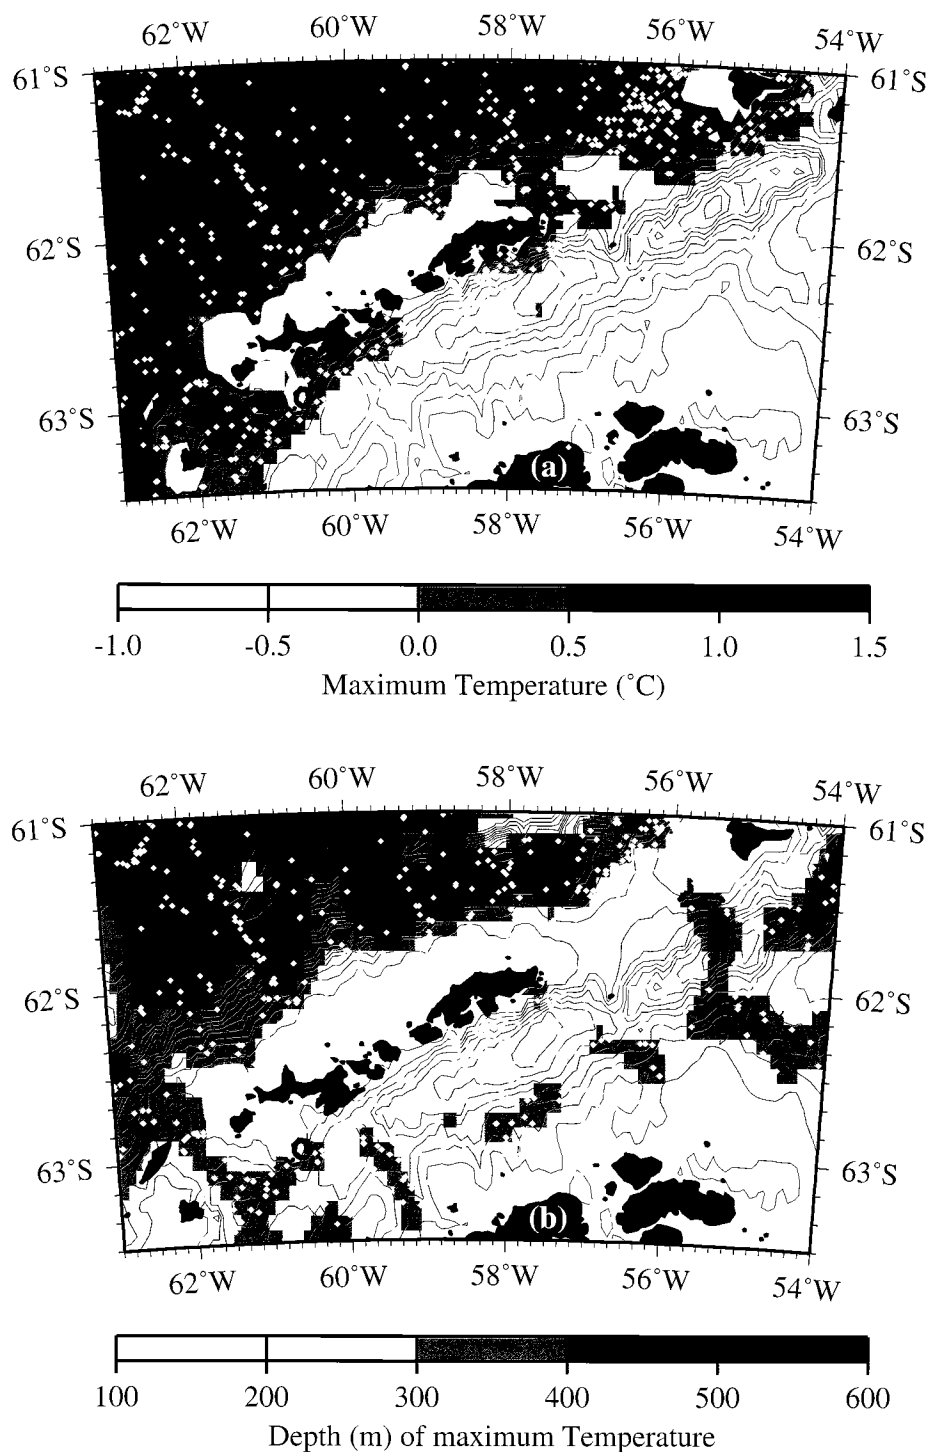 62˚W 60˚W 58˚W 56˚W 54˚W
61˚S 61˚S
62˚S 62˚S
63˚S 63˚S
(a)
62˚W 60˚W 58˚W 56˚W 54˚W
-1.0 -0.5 0.0 0.5 1.0 1.5
Maximum Temperature (˚C)
62˚W 60˚W 58˚W 56˚W 54˚W
61˚S 61˚S
62˚S 62˚S
63˚S 63˚S
(b)
62˚W 60˚W 58˚W 56˚W 54˚W
100 200 300 400 500 600
Depth (m) of maximum Temperature